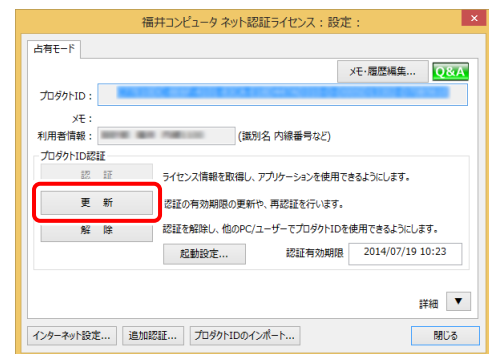 福井コンピュータ ネット認証ライセンス：設定：
×
占有モード
メモ・履歴編集... Q&A
プロダクトID：
メモ：
利用者情報： (識別名 内線番号など)
プロダクトID認証
認 証 ライセンス情報を取得し、アプリケーションを使用できるようにします。
更 新 認証の有効期限の更新や、再認証を行います。
解 除 認証を解除し、他のPC/ユーザーでプロダクトIDを使用できるようにします。
起動設定... 認証有効期限 2014/07/19 10:23
詳細 ▼
インターネット設定... 追加認証... プロダクトIDのインポート... 閉じる